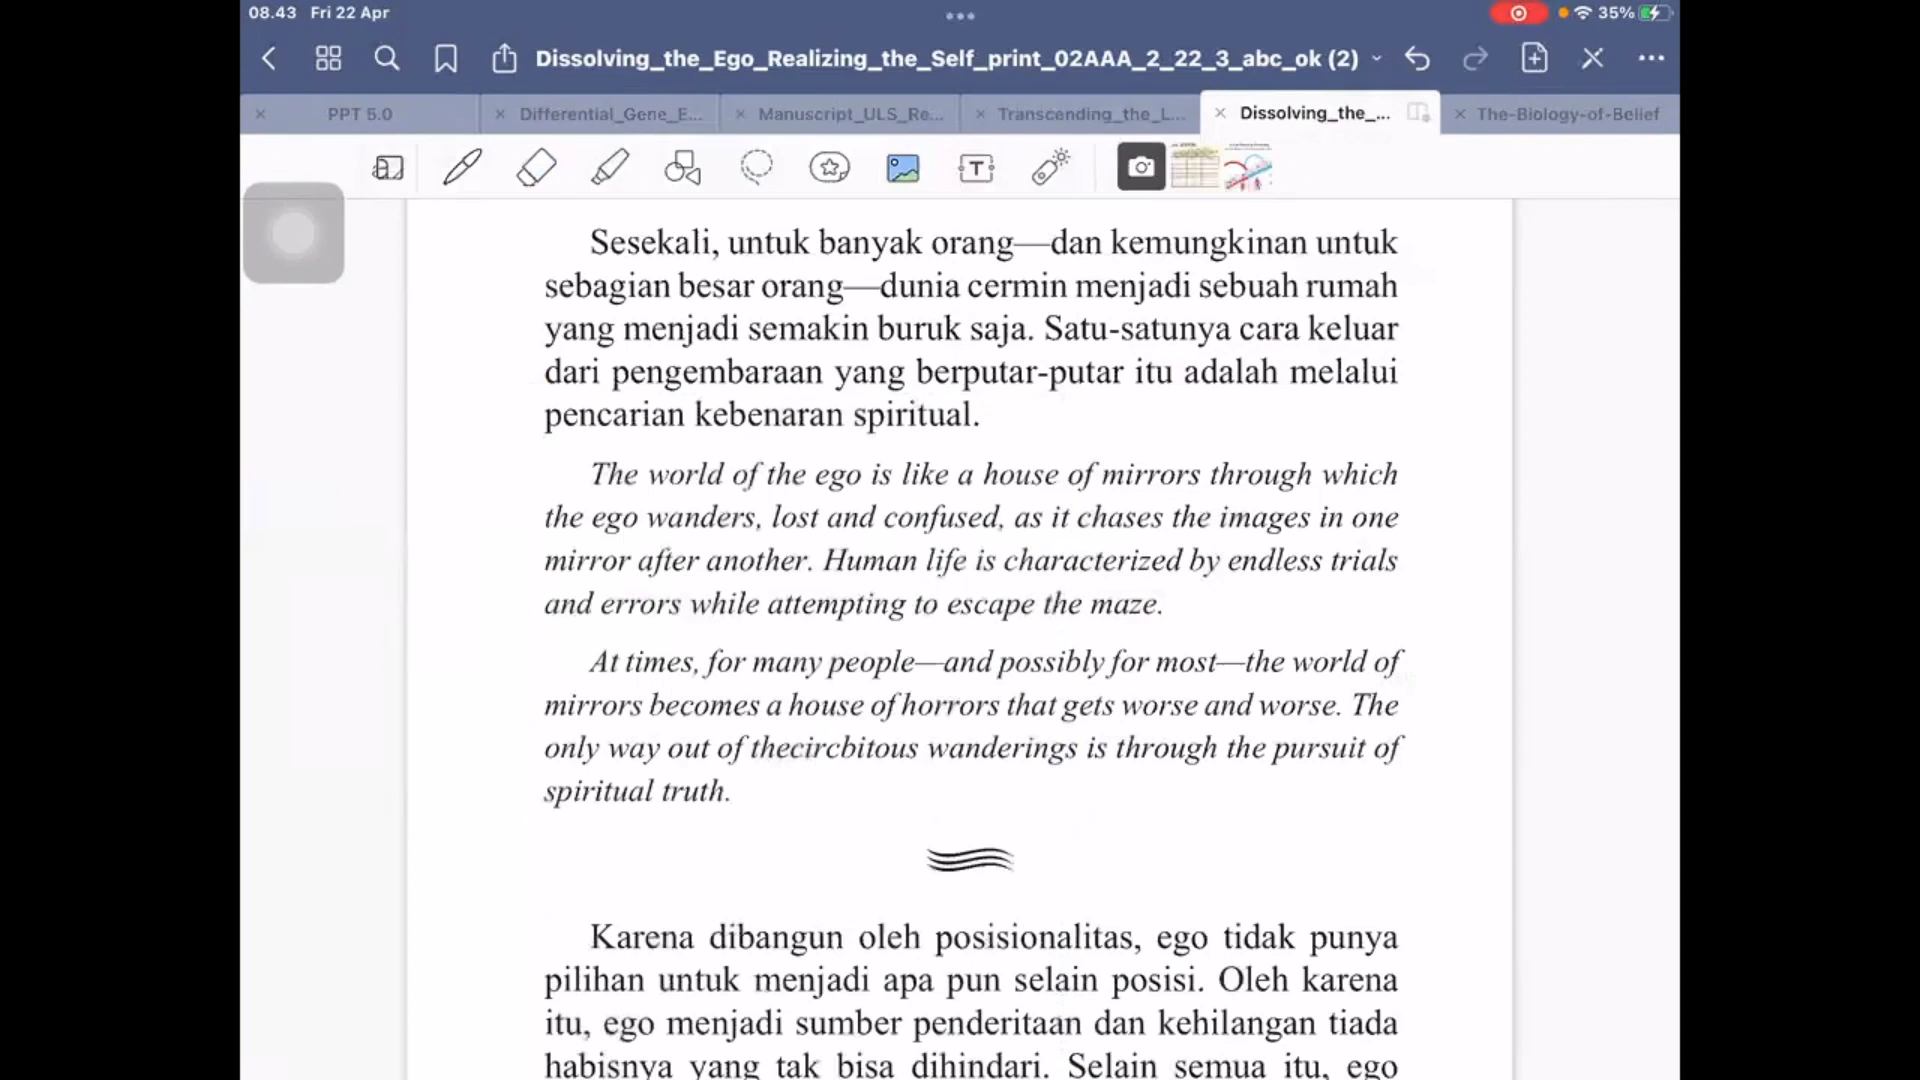 08.43 Fri 22 Apr
35%
Dissolving_the_Ego_Realizing_the_Self_print_02AAA_2_22_3_abc_ok (2)
PPT 5.0
Differential_Gene_E...
Manuscript_ULS_Re...
Transcending_the_L...
Dissolving_the_...
The-Biology-of-Belief
Sesekali, untuk banyak orang—dan kemungkinan untuk
sebagian besar orang—dunia cermin menjadi sebuah rumah
yang menjadi semakin buruk saja. Satu-satunya cara keluar
dari pengembaraan yang berputar-putar itu adalah melalui
pencarian kebenaran spiritual.
The world of the ego is like a house of mirrors through which
the ego wanders, lost and confused, as it chases the images in one
mirror after another. Human life is characterized by endless trials
and errors while attempting to escape the maze.
At times, for many people—and possibly for most—the world of
mirrors becomes a house of horrors that gets worse and worse. The
only way out of thecircbitous wanderings is through the pursuit of
spiritual truth.
Karena dibangun oleh posisionalitas, ego tidak punya
pilihan untuk menjadi apa pun selain posisi. Oleh karena
itu, ego menjadi sumber penderitaan dan kehilangan tiada
habisnya yang tak bisa dihindari. Selain semua itu, ego